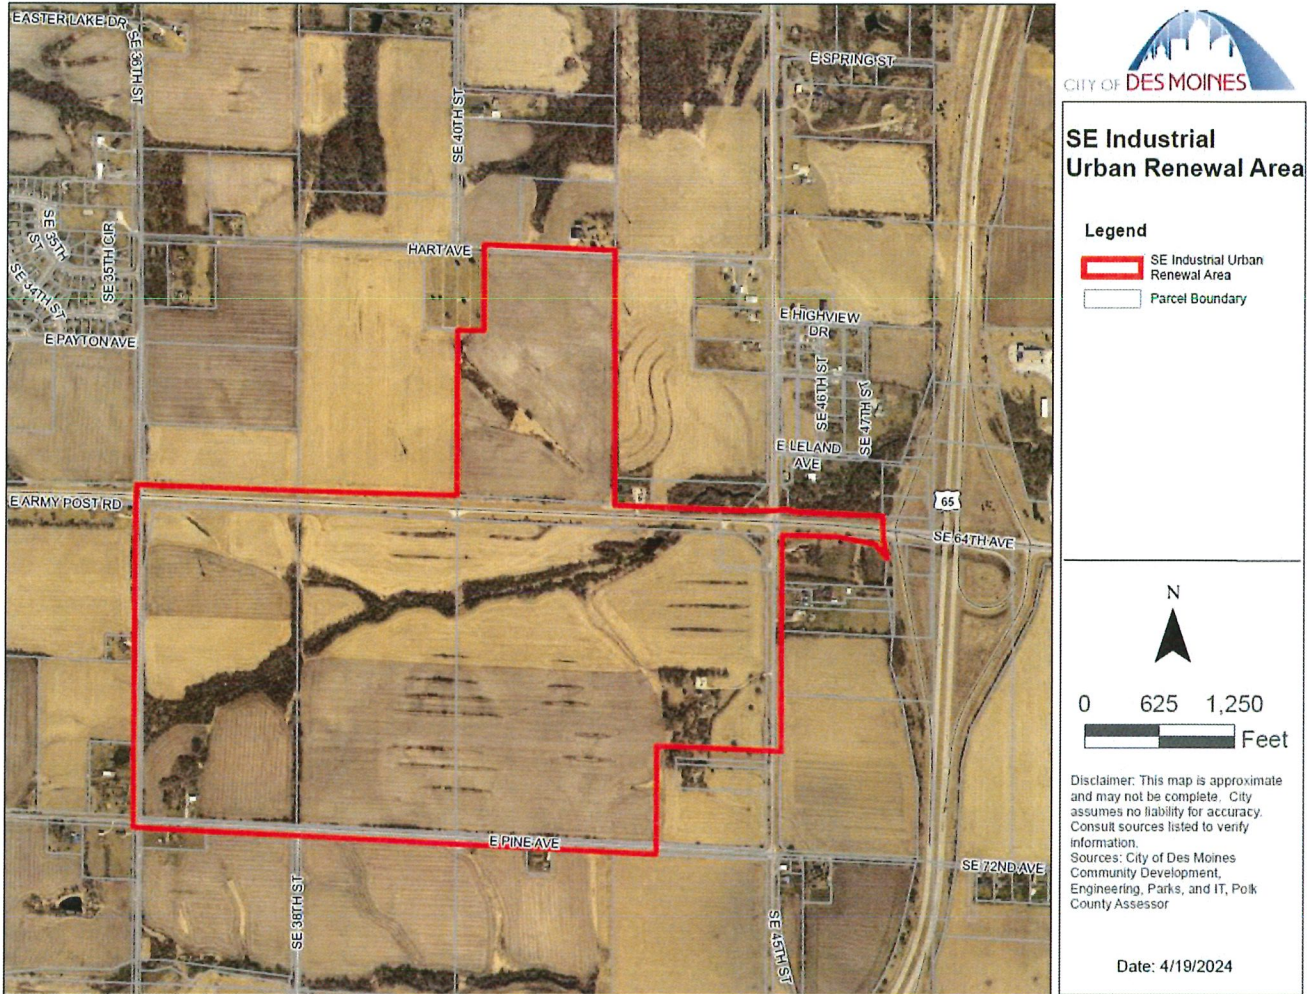 EASTER LAKE DR
SE 36TH ST
SE 40TH ST
E SPRING ST
SE 35TH ST
SE 35TH CIR
SE 34TH ST
E PAYTON AVE
HART AVE
E HIGHVIEW DR
SE 46TH ST
SE 47TH ST
E LELAND AVE
E ARMY POST RD
65
SE 64TH AVE
E PINE AVE
SE 72ND AVE
SE 38TH ST
SE 45TH ST
CITY OF DES MOINES
SE Industrial
Urban Renewal Area
Legend
SE Industrial Urban
Renewal Area
Parcel Boundary
N
0 625 1,250
Feet
Disclaimer: This map is approximate
and may not be complete. City
assumes no liability for accuracy.
Consult sources listed to verify
information.
Sources: City of Des Moines
Community Development,
Engineering, Parks, and IT, Polk
County Assessor
Date: 4/19/2024